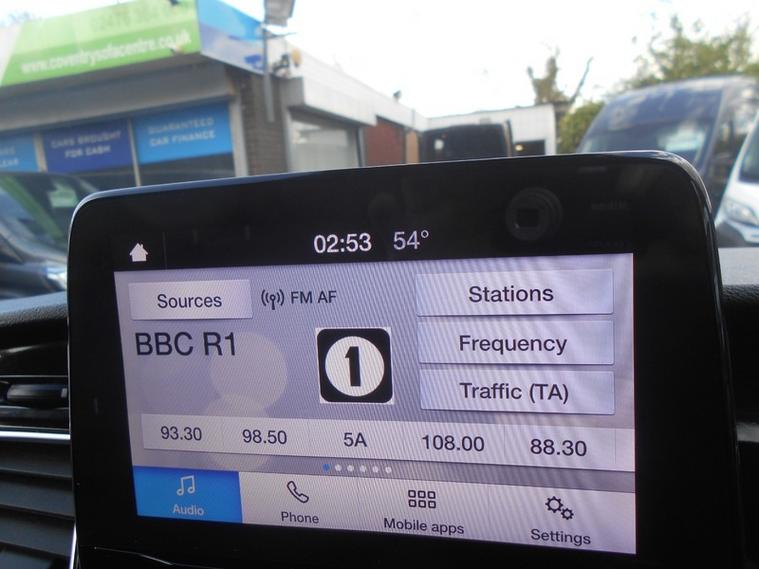 www.coventrysofacentre.co.uk
CARS BROUGHT
FOR CASH
GUARANTEED
CAR FINANCE
02:53 54°
Sources
FM AF
Stations
BBC R1
1
Frequency
Traffic (TA)
93.30 98.50 5A 108.00 88.30
Audio
Phone
Mobile apps
Settings